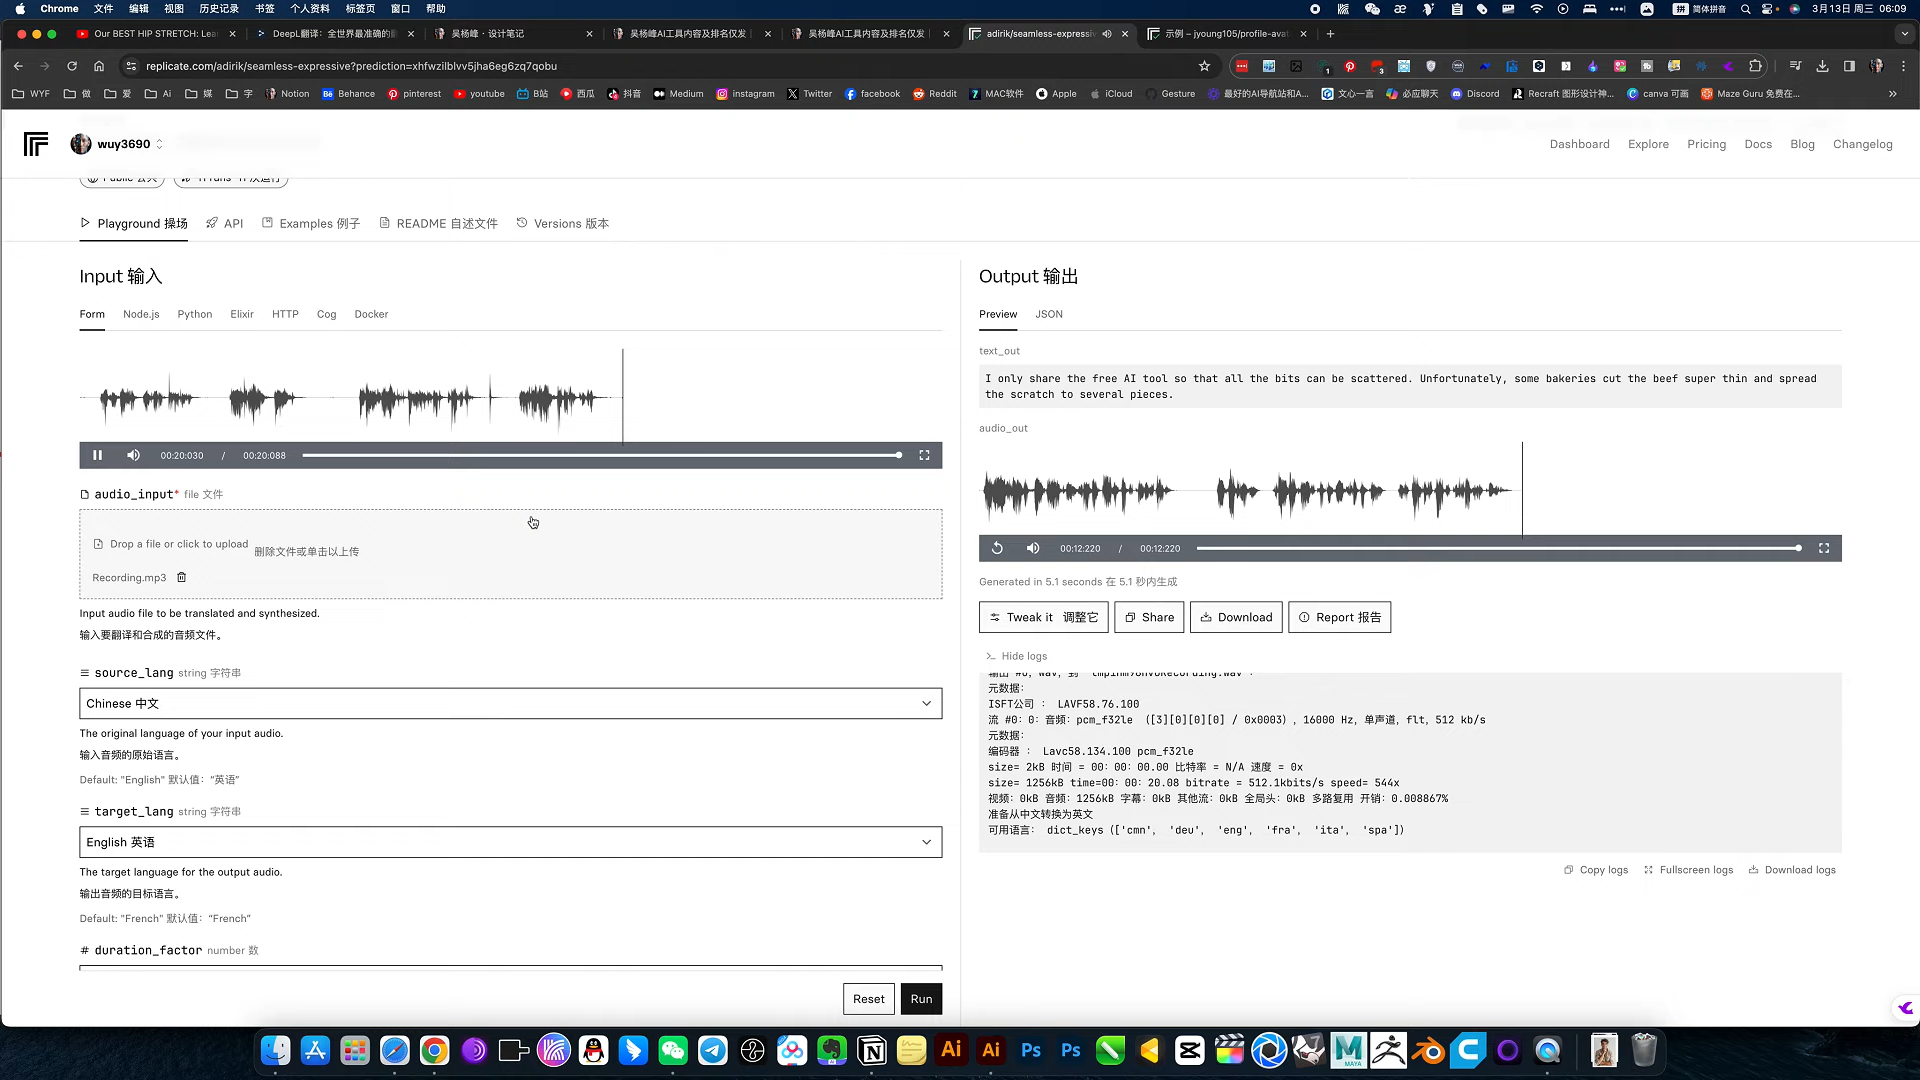 Chrome 文件 编辑 视图 历史记录 书签 个人资料 标签页 窗口 帮助 简体拼音 3月13日 周三 06:09
Our BEST HIP STRETCH: Lea DeepL翻译：全世界最准确的翻 吴杨峰 · 设计笔记 吴杨峰AI工具内容及排名仅发 吴杨峰AI工具内容及排名仅发 adirik/seamless-expressiv 示例 – jyoung105/profile-avat
replicate.com/adirik/seamless-expressive?prediction=xhfwzilblvv5jha6eg6zq7qobu
WYF 做 爱 Ai 媒 字 Notion Behance pinterest youtube B站 西瓜 抖音 Medium instagram Twitter facebook Reddit MAC软件 Apple iCloud Gesture 最好的AI导航站和A... 文心一言 必应聊天 Discord Recraft 图形设计神... canva 可画 Maze Guru 免费在...
wuy3690 Dashboard Explore Pricing Docs Blog Changelog
Playground 操场 API Examples 例子 README 自述文件 Versions 版本
Input 输入
Form Node.js Python Elixir HTTP Cog Docker
00:20:030 / 00:20:088
audio_input* file 文件
Drop a file or click to upload 删除文件或单击以上传
Recording.mp3
Input audio file to be translated and synthesized.
输入要翻译和合成的音频文件。
source_lang string 字符串
Chinese 中文
The original language of your input audio.
输入音频的原始语言。
Default: "English" 默认值：“英语”
target_lang string 字符串
English 英语
The target language for the output audio.
输出音频的目标语言。
Default: "French" 默认值：“French”
# duration_factor number 数
Reset Run
Output 输出
Preview JSON
text_out
I only share the free AI tool so that all the bits can be scattered. Unfortunately, some bakeries cut the beef super thin and spread
the scratch to several pieces.
audio_out
00:12:220 / 00:12:220
Generated in 5.1 seconds 在 5.1 秒内生成
Tweak it 调整它 Share Download Report 报告
Hide logs
元数据：
ISFT公司 ： LAVF58.76.100
流 #0：0：音频：pcm_f32le （[3][0][0][0] / 0x0003），16000 Hz，单声道，flt，512 kb/s
元数据：
编码器 ： Lavc58.134.100 pcm_f32le
size= 2kB 时间 = 00：00：00.00 比特率 = N/A 速度 = 0x
size= 1256kB time=00：00：20.08 bitrate = 512.1kbits/s speed= 544x
视频：0kB 音频：1256kB 字幕：0kB 其他流：0kB 全局头：0kB 多路复用 开销：0.008867%
准备从中文转换为英文
可用语言： dict_keys（['cmn'， 'deu'， 'eng'， 'fra'， 'ita'， 'spa']）
Copy logs Fullscreen logs Download logs